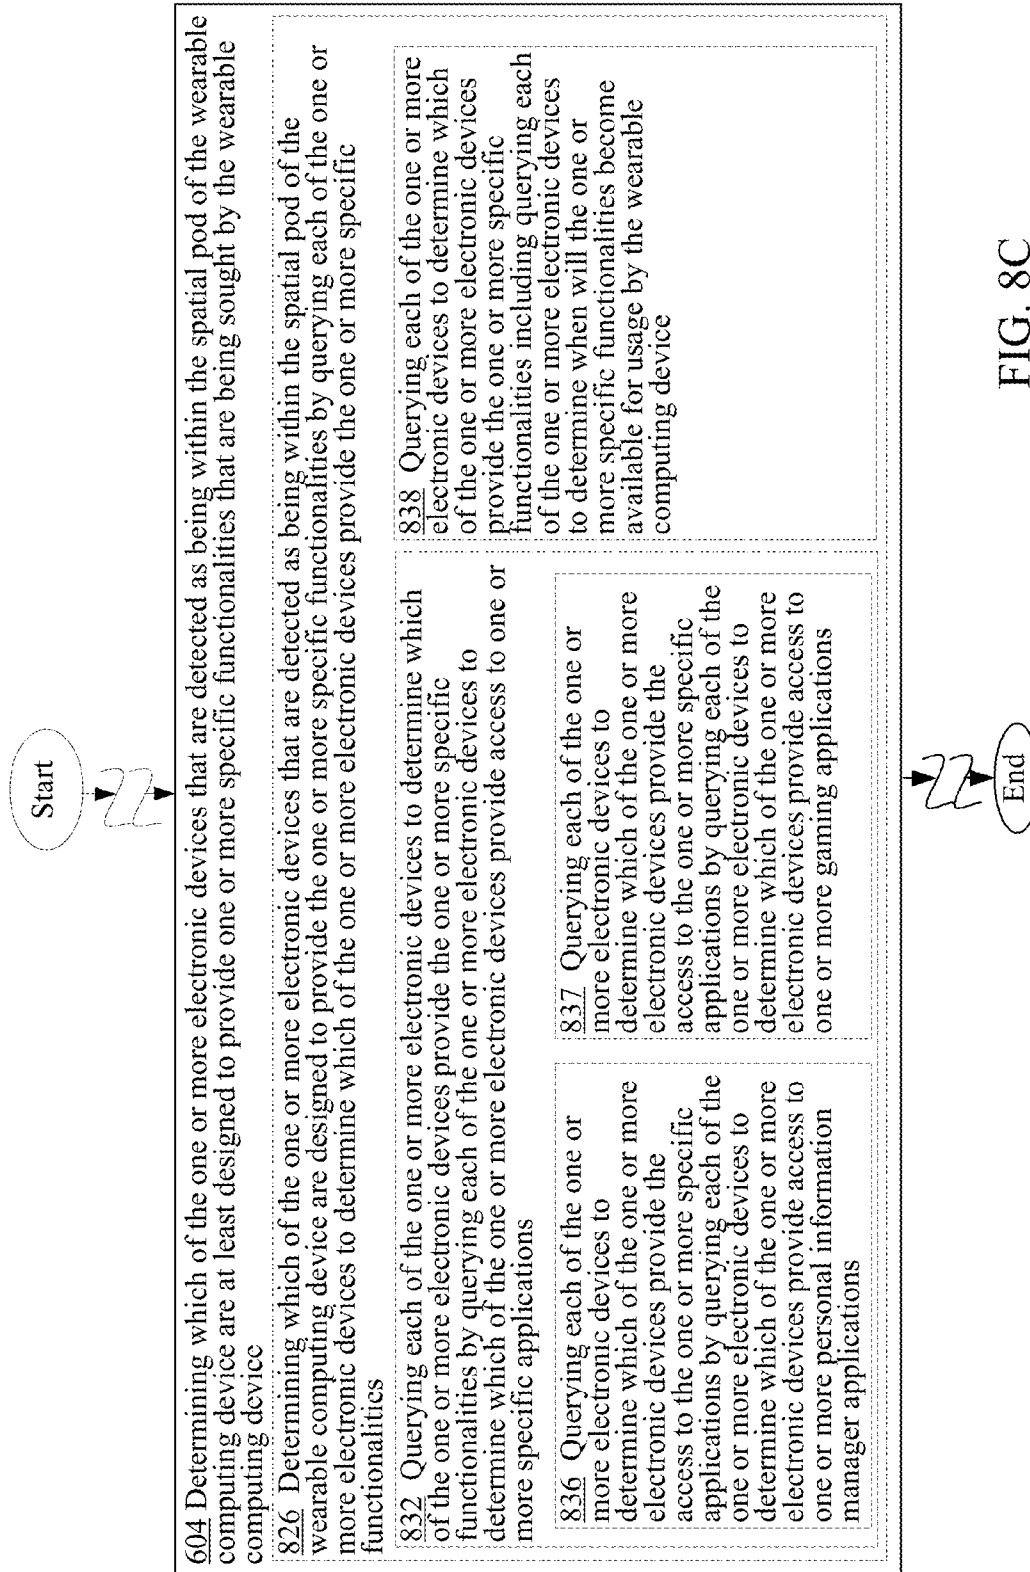 Start
604 Determining which of the one or more electronic devices that are detected as being within the spatial pod of the wearable
computing device are at least designed to provide one or more specific functionalities that are being sought by the wearable
computing device
826 Determining which of the one or more electronic devices that are detected as being within the spatial pod of the
wearable computing device are designed to provide the one or more specific functionalities by querying each of the one or
more electronic devices to determine which of the one or more electronic devices provide the one or more specific
functionalities
832 Querying each of the one or more electronic devices to determine which
of the one or more electronic devices provide the one or more specific
functionalities by querying each of the one or more electronic devices to
determine which of the one or more electronic devices provide access to one or
more specific applications
836 Querying each of the one or
more electronic devices to
determine which of the one or more
electronic devices provide the
access to the one or more specific
applications by querying each of the
one or more electronic devices to
determine which of the one or more
electronic devices provide access to
one or more personal information
manager applications
837 Querying each of the one or
more electronic devices to
determine which of the one or more
electronic devices provide the
access to the one or more specific
applications by querying each of the
one or more electronic devices to
determine which of the one or more
electronic devices provide access to
one or more gaming applications
838 Querying each of the one or more
electronic devices to determine which
of the one or more electronic devices
provide the one or more specific
functionalities including querying each
of the one or more electronic devices
to determine when will the one or
more specific functionalities become
available for usage by the wearable
computing device
End
FIG. 8C